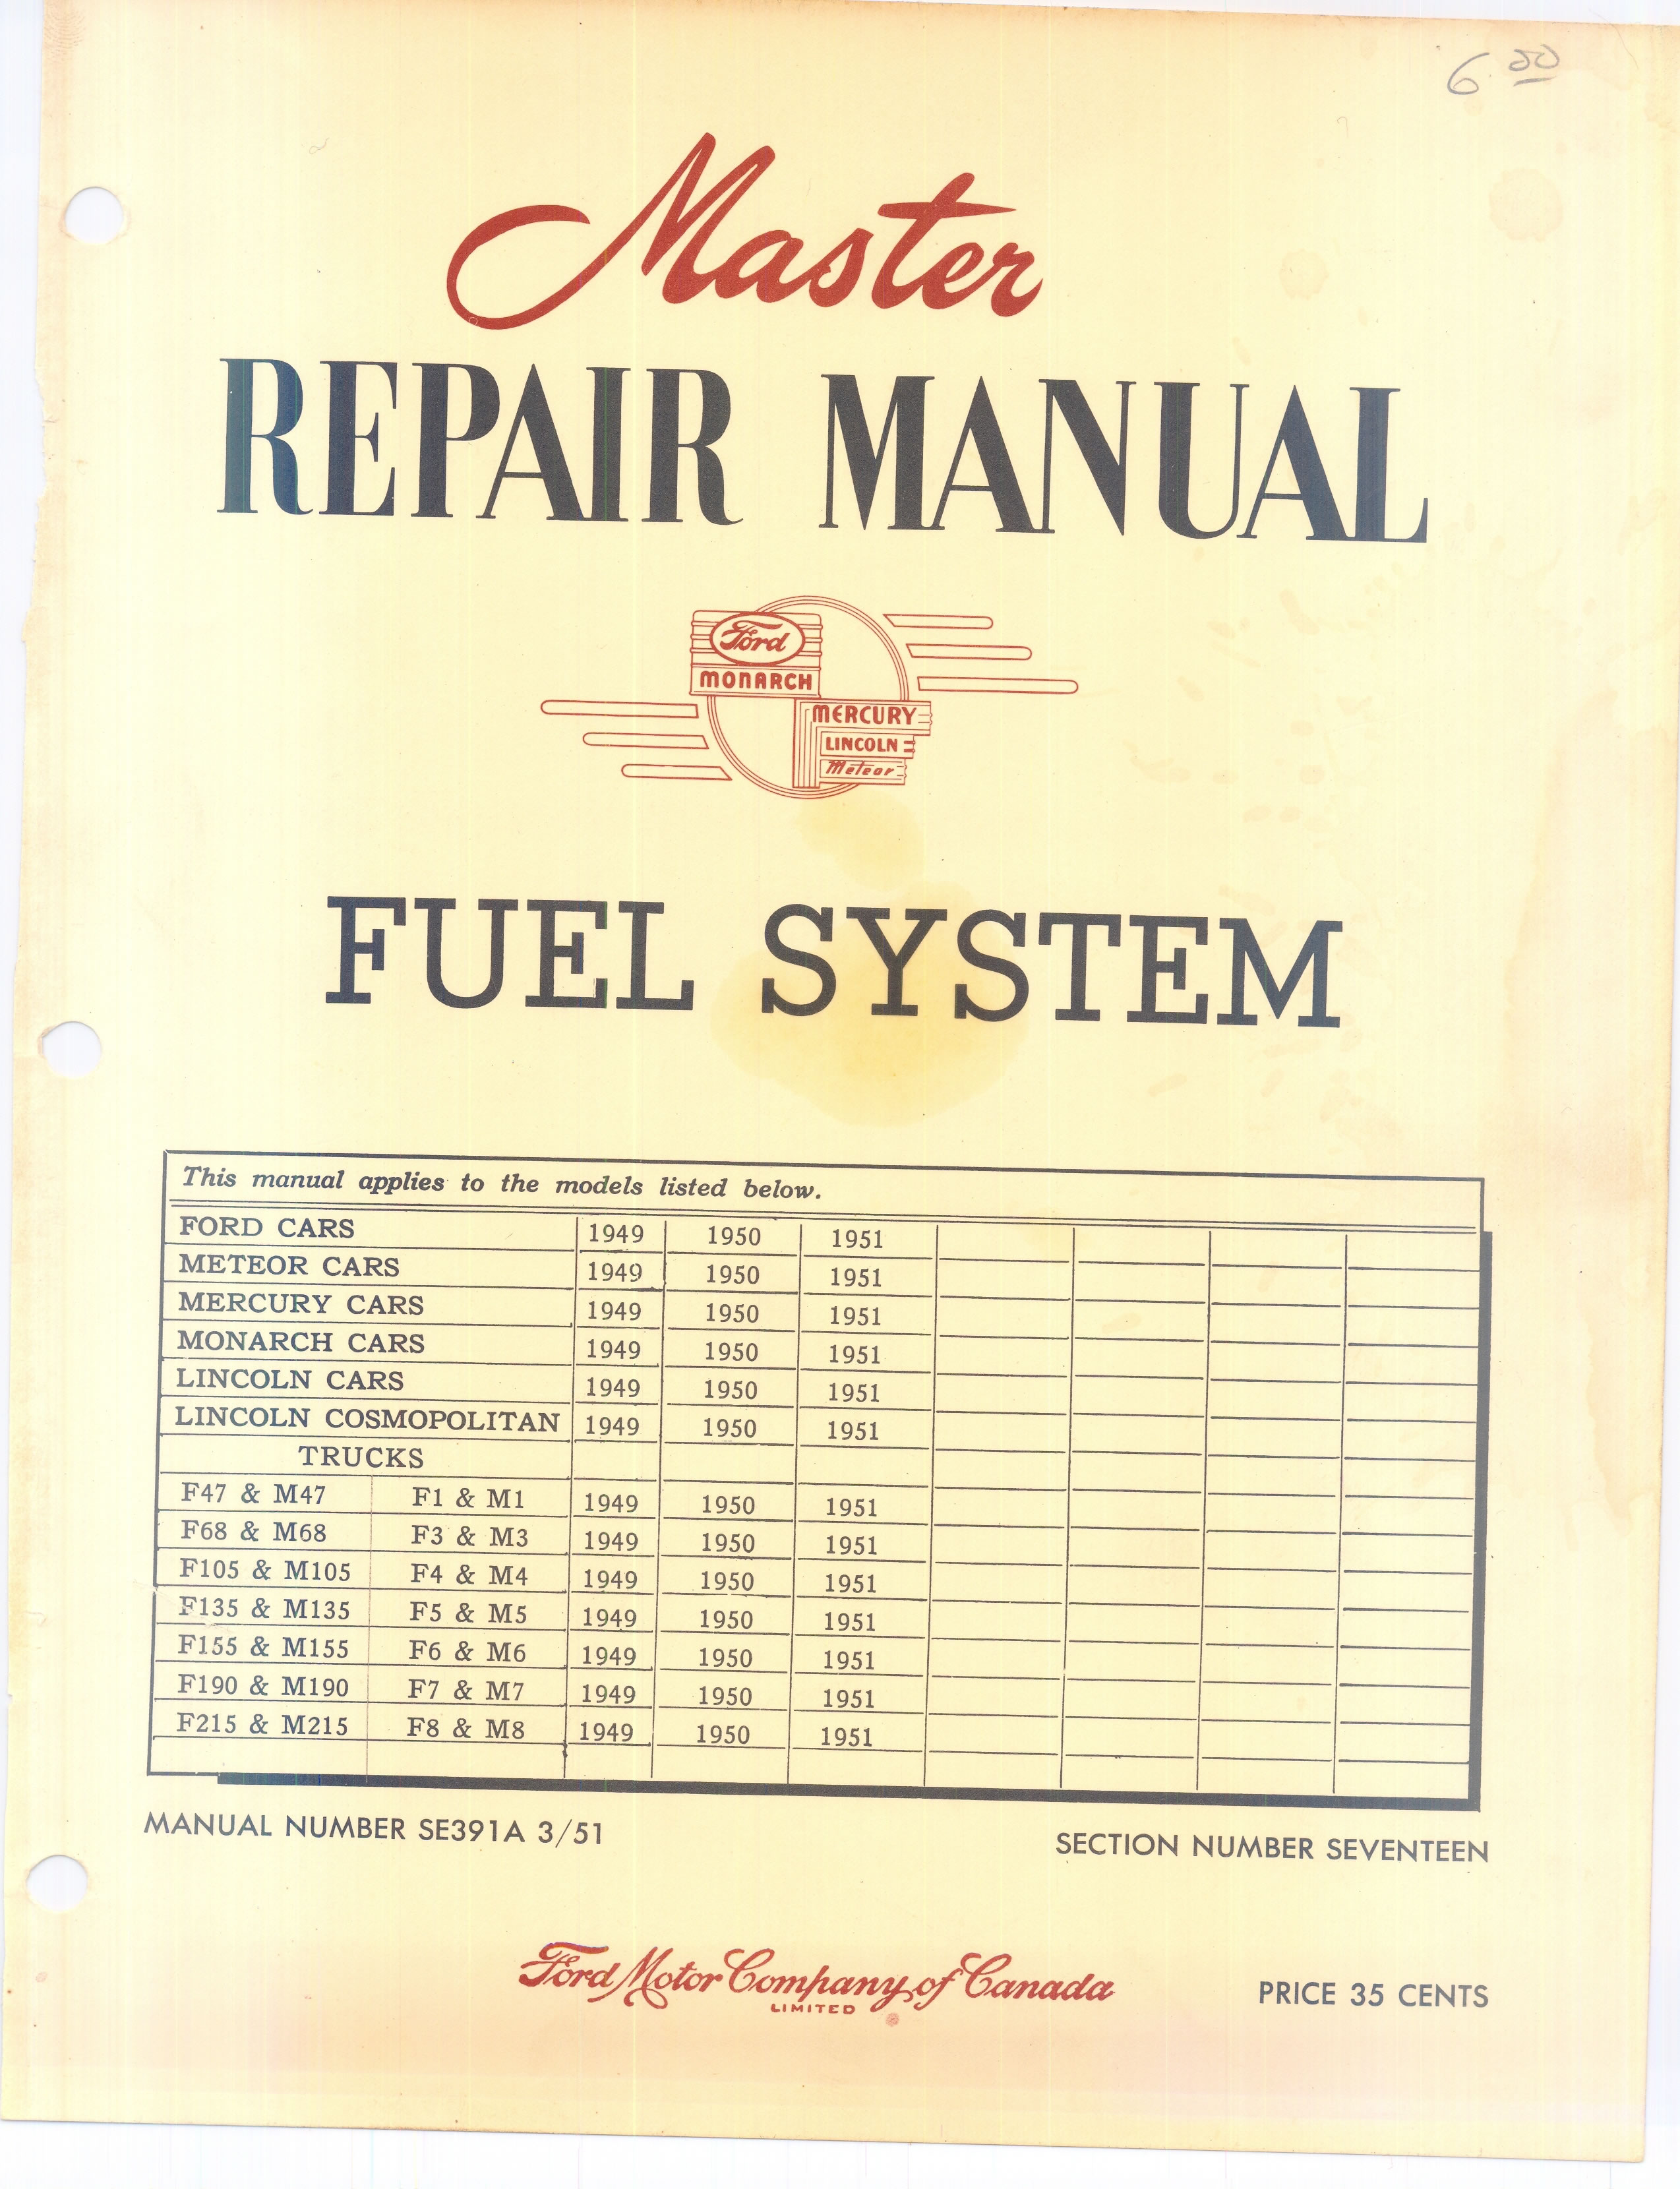 6.50
Master
REPAIR MANUAL
Ford
MONARCH
MERCURY
LINCOLN
Meteor
FUEL SYSTEM
This manual applies to the models listed below.
FORD CARS 1949 1950 1951
METEOR CARS 1949 1950 1951
MERCURY CARS 1949 1950 1951
MONARCH CARS 1949 1950 1951
LINCOLN CARS 1949 1950 1951
LINCOLN COSMOPOLITAN 1949 1950 1951
TRUCKS
F47 & M47 F1 & M1 1949 1950 1951
F68 & M68 F3 & M3 1949 1950 1951
F105 & M105 F4 & M4 1949 1950 1951
F135 & M135 F5 & M5 1949 1950 1951
F155 & M155 F6 & M6 1949 1950 1951
F190 & M190 F7 & M7 1949 1950 1951
F215 & M215 F8 & M8 1949 1950 1951
MANUAL NUMBER SE391A 3/51
SECTION NUMBER SEVENTEEN
Ford Motor Company of Canada
LIMITED
PRICE 35 CENTS